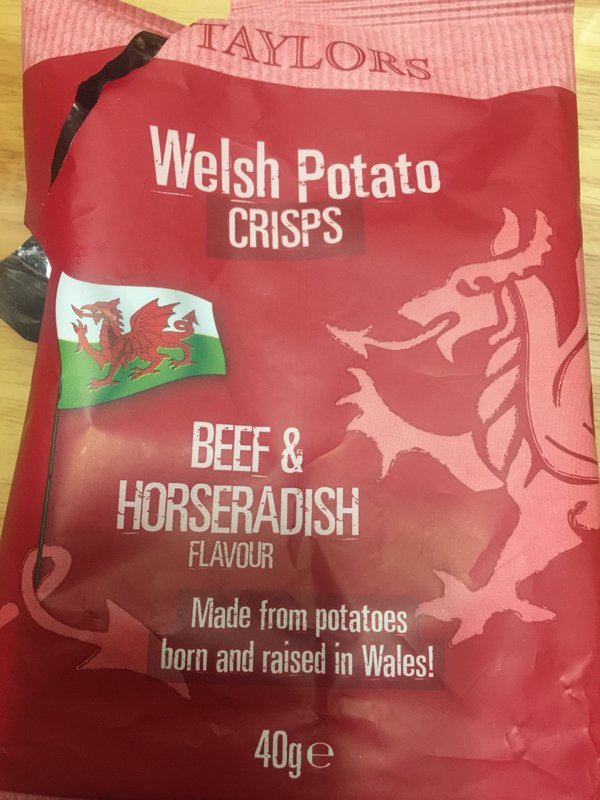 TAYLORS
Welsh Potato
CRISPS
BEEF &
HORSERADISH
FLAVOUR
Made from potatoes
born and raised in Wales!
40g℮